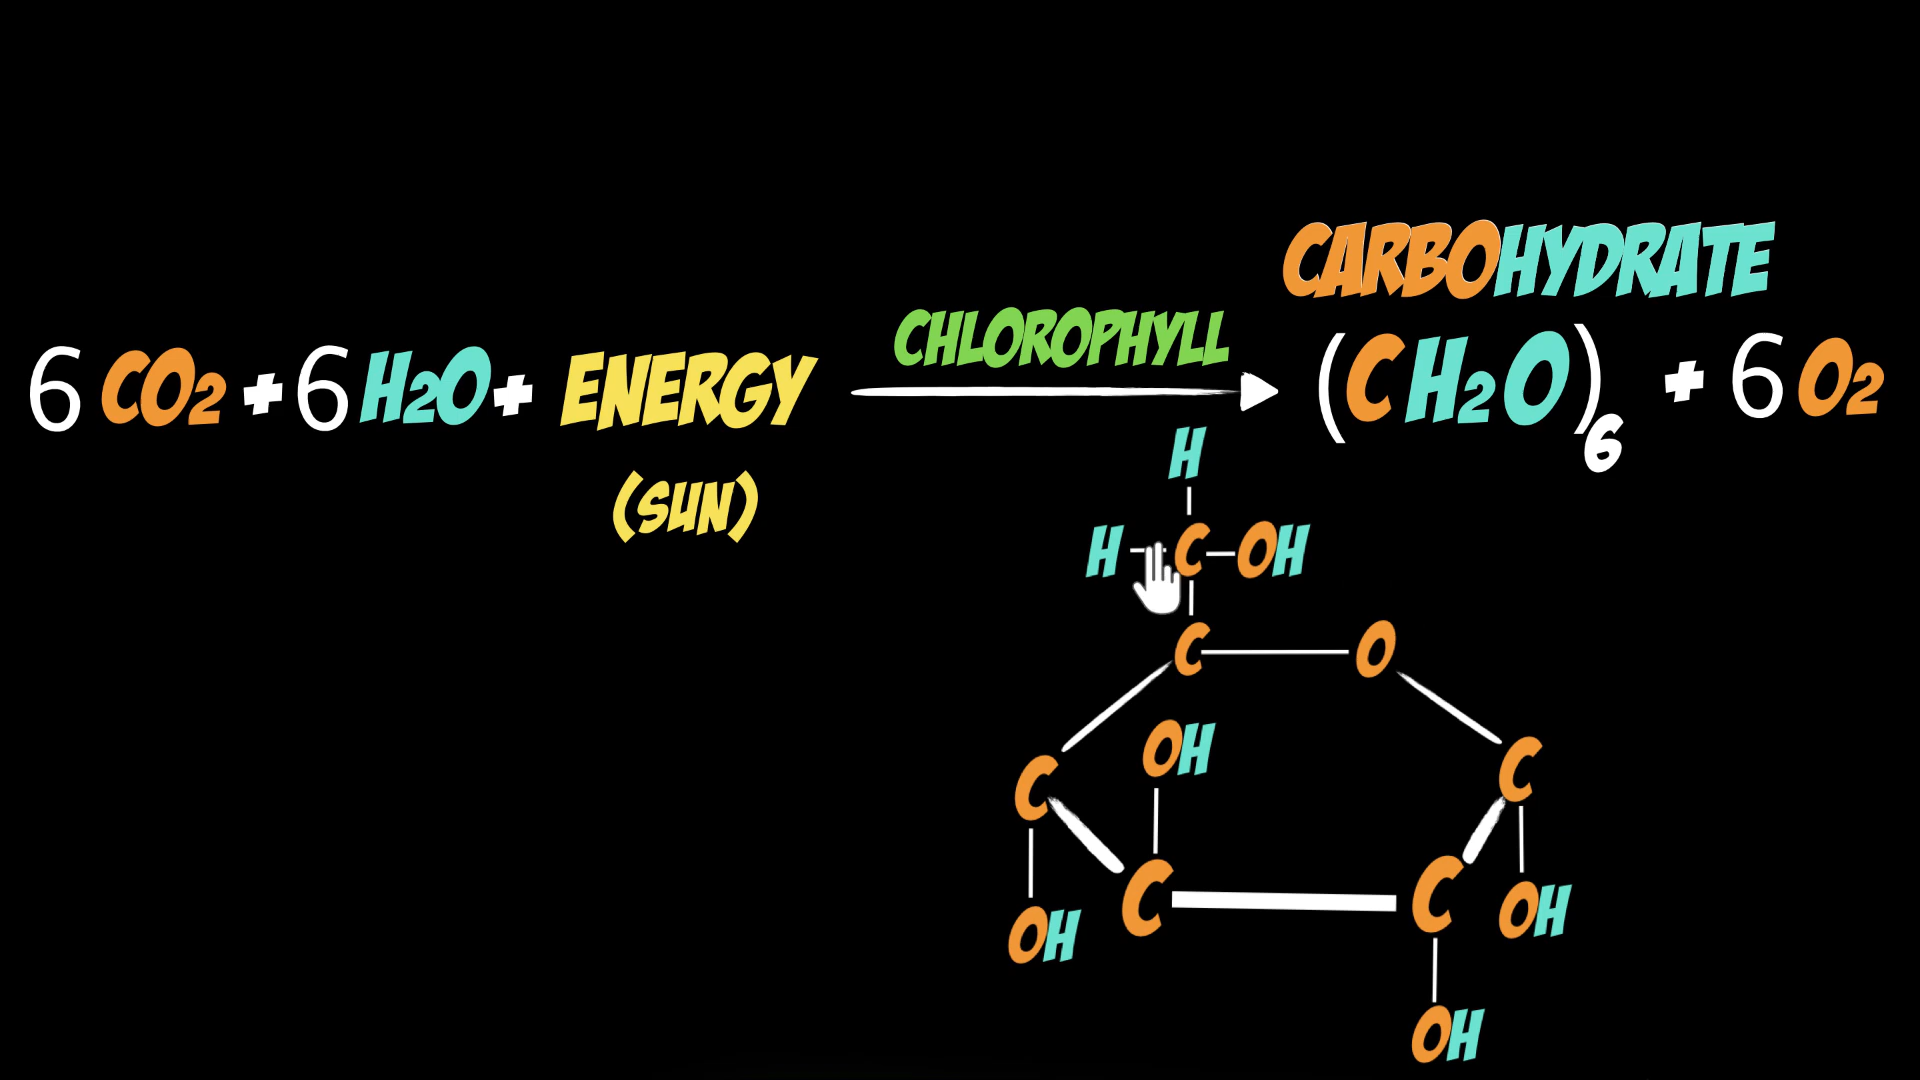 CARBOHYDRATE
CHLOROPHYLL
6 CO2 + 6 H2O + ENERGY (CH2O)6 + 6 O2
(SUN)
H
H C OH
C O
OH
C C
C C
OH OH
OH